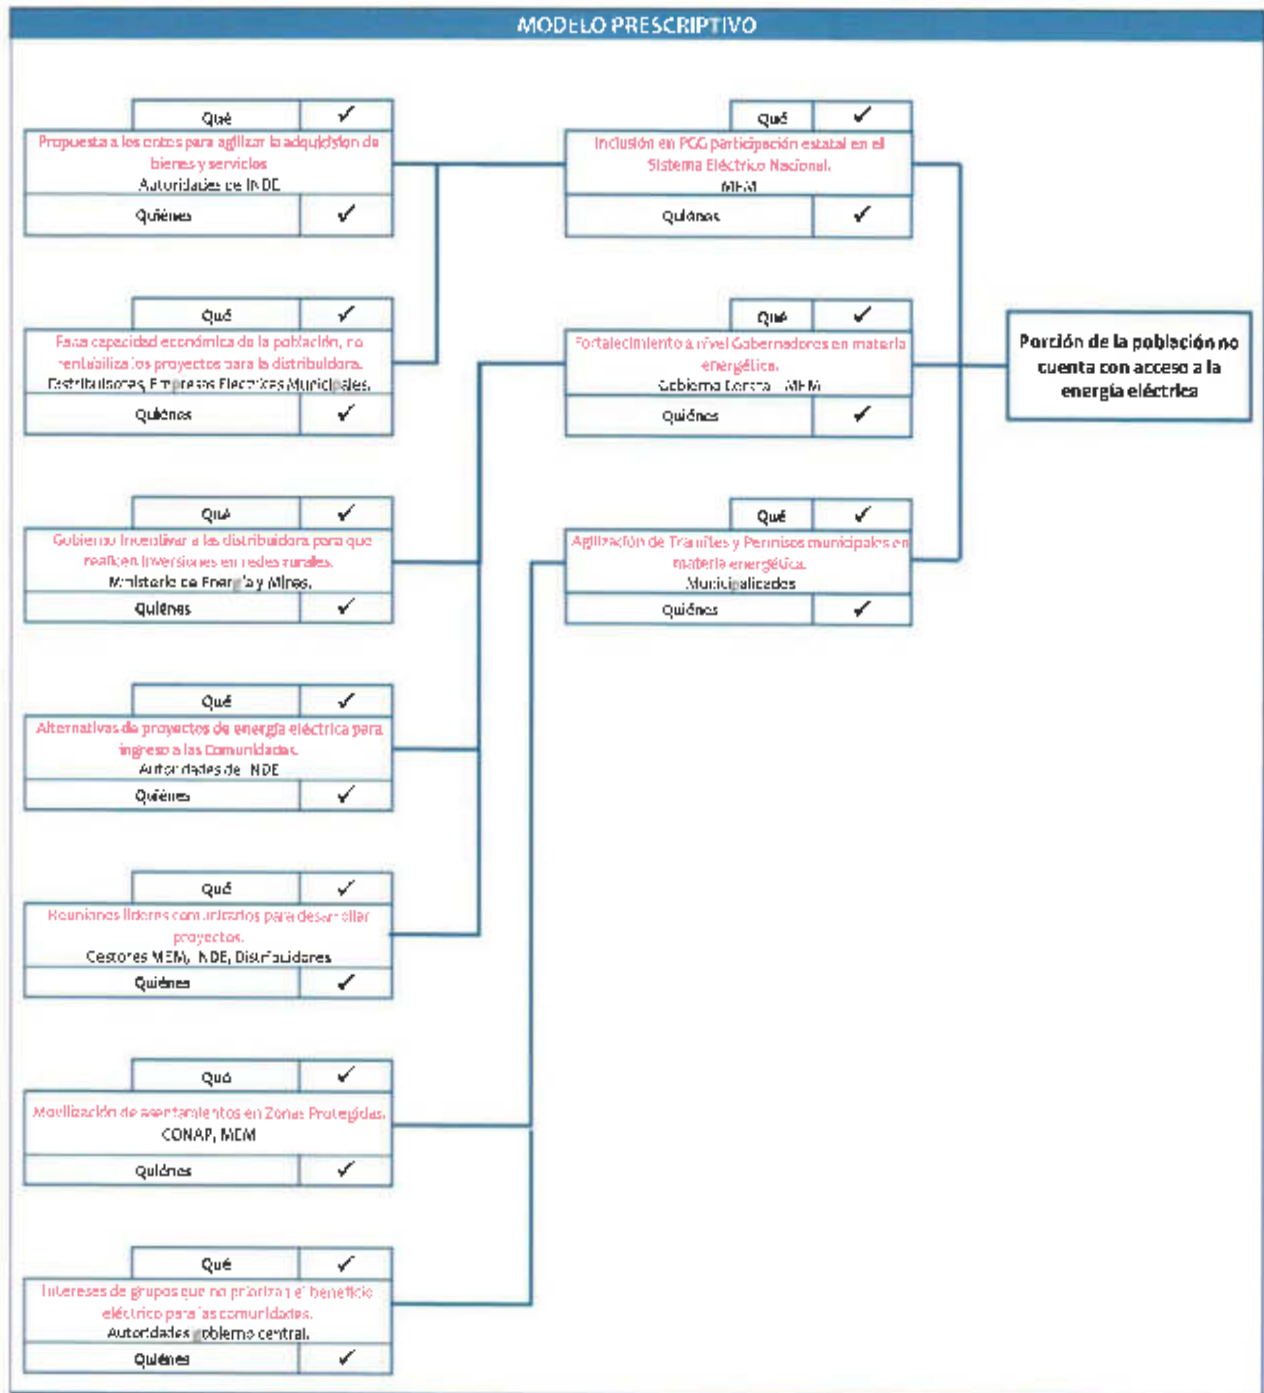 MODELO PRESCRIPTIVO
Qué ✓
Propuesta a los entes para agilizar la adquisición de
bienes y servicios
Autoridades de INDE
Quiénes ✓
Qué ✓
capacidad económica de la población, no
rentabiliza los proyectos para la distribuidora.
Distribuidores, Empresas Eléctricas Municipales.
Quiénes ✓
Qué ✓
Gobierno Incentivar a las distribuidora para que
realicen inversiones en redes rurales.
Ministerio de Energía y Minas.
Quiénes ✓
Qué ✓
Alternativas de proyectos de energía eléctrica para
ingreso a las Comunidades.
Autoridades de INDE
Quiénes ✓
Qué ✓
Reuniones líderes comunitarios para desarrollar
proyectos.
Gestores MEM, INDE, Distribuidores
Quiénes ✓
Qué ✓
Movilización de asentamientos en Zonas Protegidas.
CONAP, MEM
Quiénes ✓
Qué ✓
Intereses de grupos que no priorizan el beneficio
eléctrico para las comunidades.
Autoridades gobierno central.
Quiénes ✓
Qué ✓
Inclusión en PGG participación estatal en el
Sistema Eléctrico Nacional.
MEM
Quiénes ✓
Qué ✓
Fortalecimiento a nivel Gobernadores en materia
energética.
Gobierno Central MEM
Quiénes ✓
Qué ✓
Agilización de Tramites y Permisos municipales en
materia energética.
Municipalidades
Quiénes ✓
Porción de la población no
cuenta con acceso a la
energía eléctrica